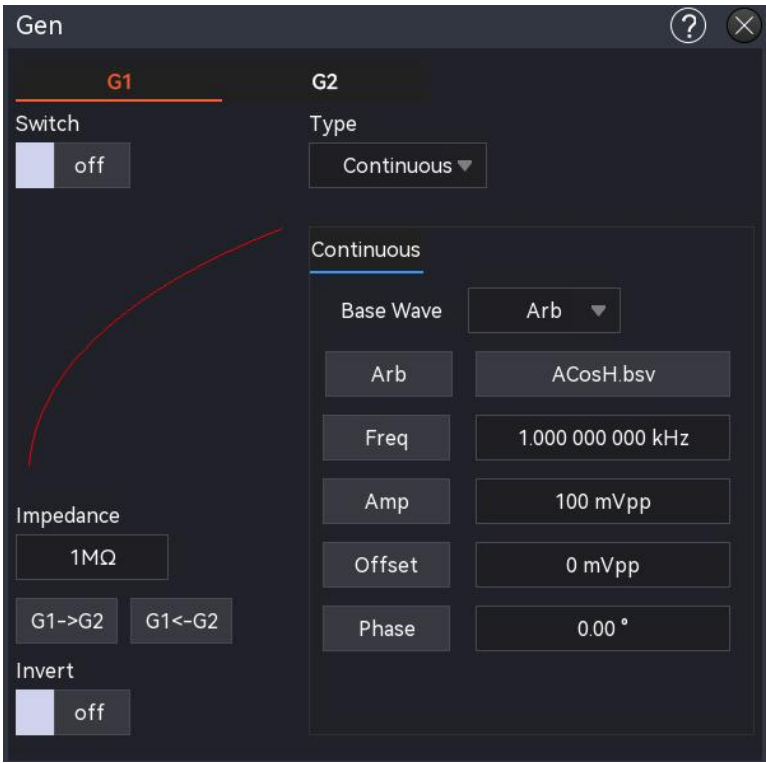 Gen
G1 G2
Switch
off
Type
Continuous
Continuous
Base Wave Arb
Arb ACosH.bsv
Freq 1.000 000 000 kHz
Amp 100 mVpp
Offset 0 mVpp
Phase 0.00 °
Impedance
1MΩ
G1->G2 G1<-G2
Invert
off